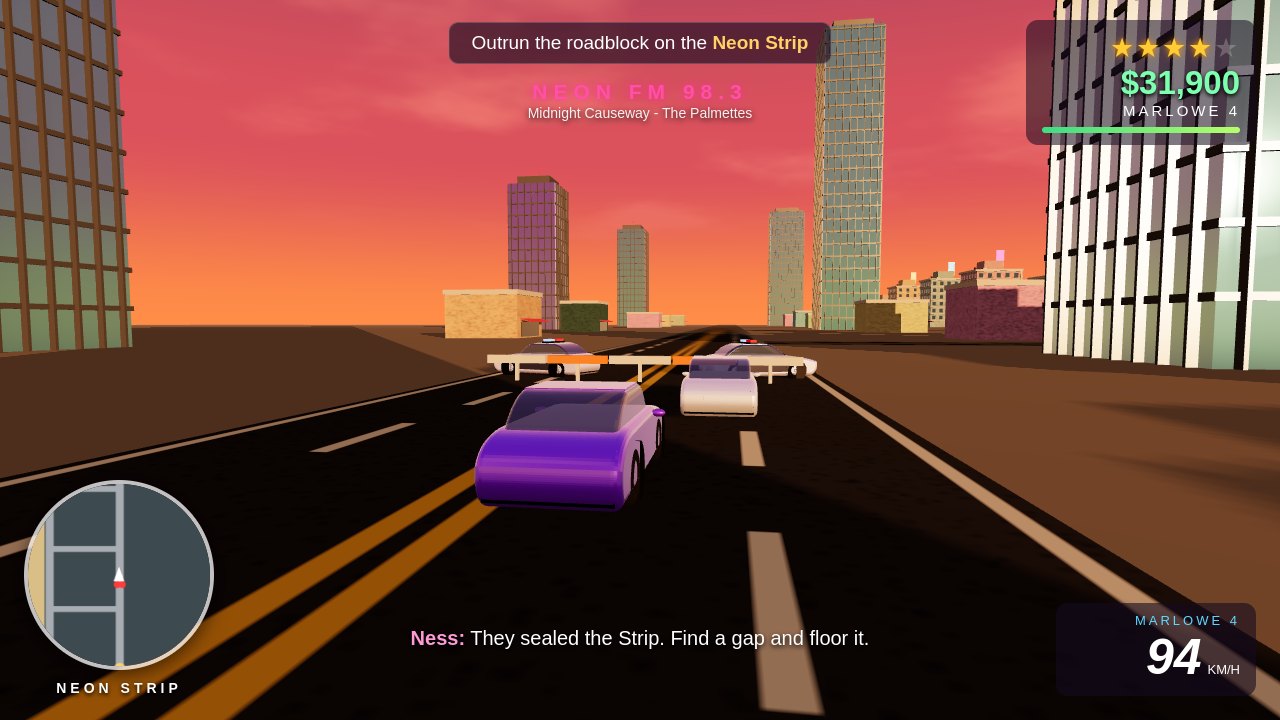 Outrun the roadblock on the Neon Strip
NEON FM 98.3
Midnight Causeway - The Palmettes
$31,900
MARLOWE 4
Ness: They sealed the Strip. Find a gap and floor it.
NEON STRIP
MARLOWE 4
94 KM/H